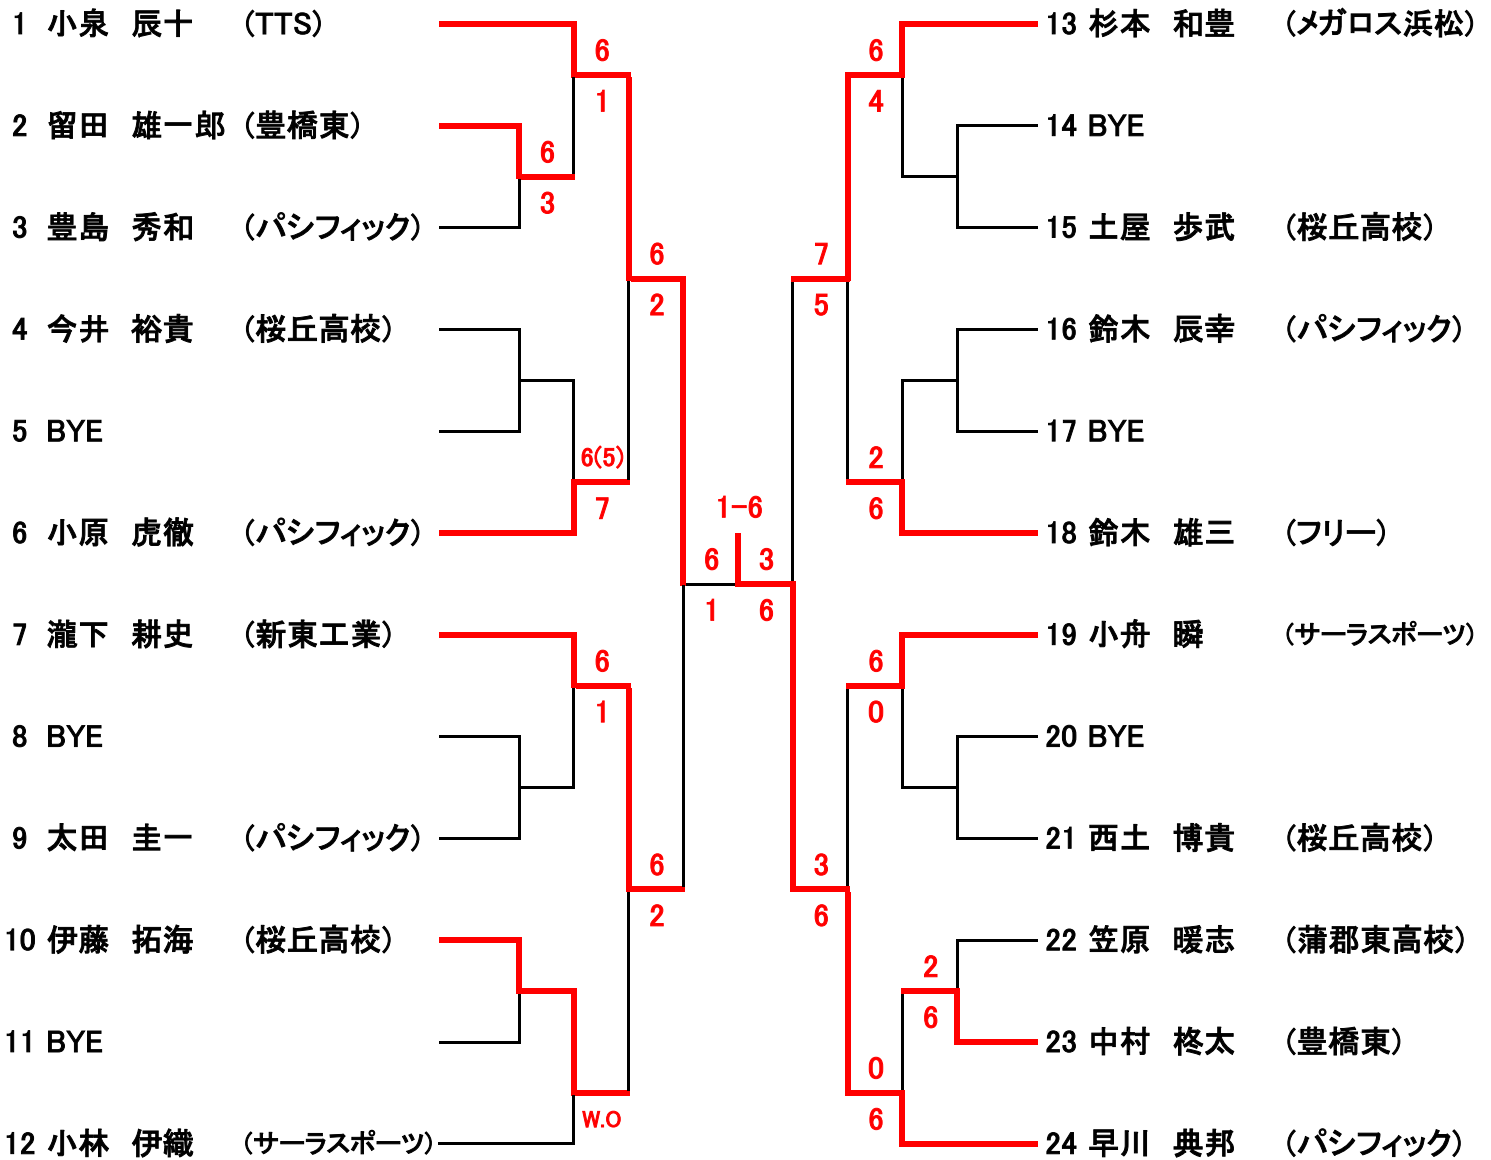 1 小泉 辰十 (TTS)
6
1
2 留田 雄一郎 (豊橋東)
6
3
3 豊島 秀和 (パシフィック)
6
2
4 今井 裕貴 (桜丘高校)
5 BYE
6(5)
7
6 小原 虎徹 (パシフィック)
1-6
6
1
7 瀧下 耕史 (新東工業)
6
1
8 BYE
9 太田 圭一 (パシフィック)
6
2
10 伊藤 拓海 (桜丘高校)
11 BYE
W.O
12 小林 伊織 (サーラスポーツ)
13 杉本 和豊 (メガロス浜松)
6
4
14 BYE
15 土屋 歩武 (桜丘高校)
7
5
16 鈴木 辰幸 (パシフィック)
17 BYE
2
6
18 鈴木 雄三 (フリー)
3
6
19 小舟 瞬 (サーラスポーツ)
6
0
20 BYE
21 西土 博貴 (桜丘高校)
3
6
22 笠原 暖志 (蒲郡東高校)
2
6
23 中村 柊太 (豊橋東)
0
6
24 早川 典邦 (パシフィック)